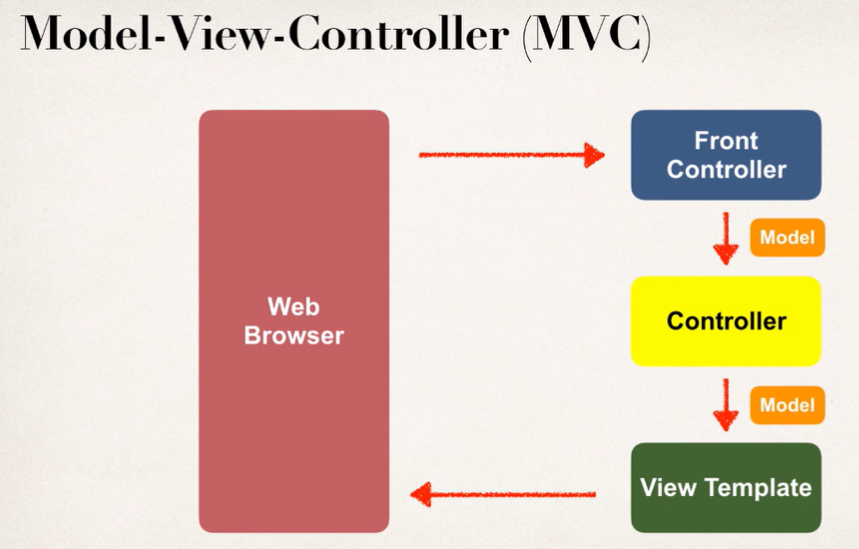 Model-View-Controller (MVC)
Front
Controller
Model
Web
Browser
Controller
Model
View Template